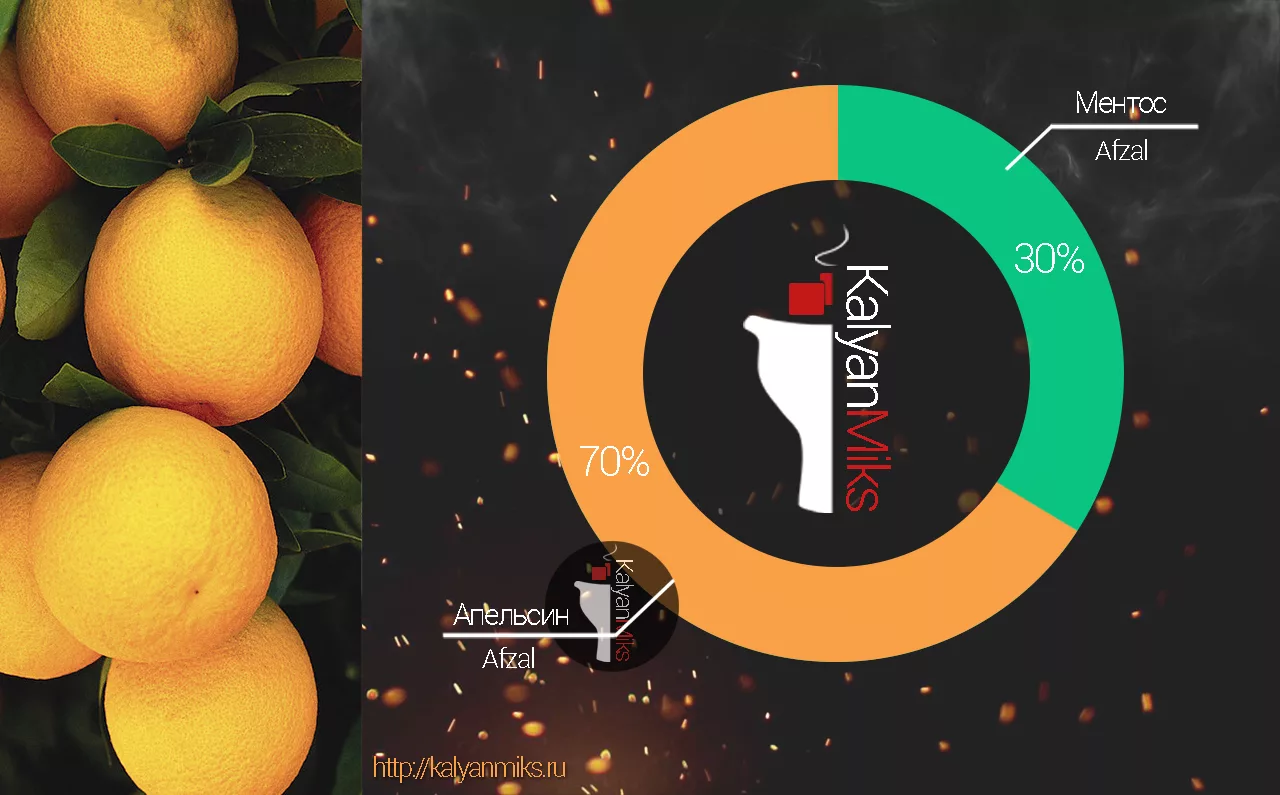 Ментос
Afzal
30%
KalyanMiks
70%
KalyanMiks
Апельсин
Afzal
http://kalyanmiks.ru